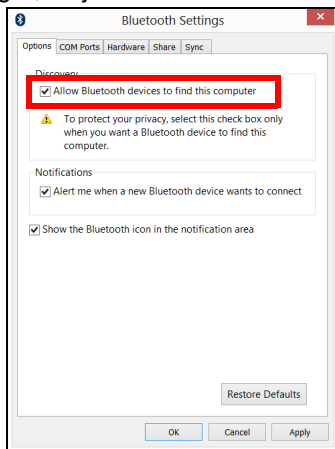 Bluetooth Settings
Options COM Ports Hardware Share Sync
Discovery
Allow Bluetooth devices to find this computer
To protect your privacy, select this check box only
when you want a Bluetooth device to find this
computer.
Notifications
Alert me when a new Bluetooth device wants to connect
Show the Bluetooth icon in the notification area
Restore Defaults
OK Cancel Apply